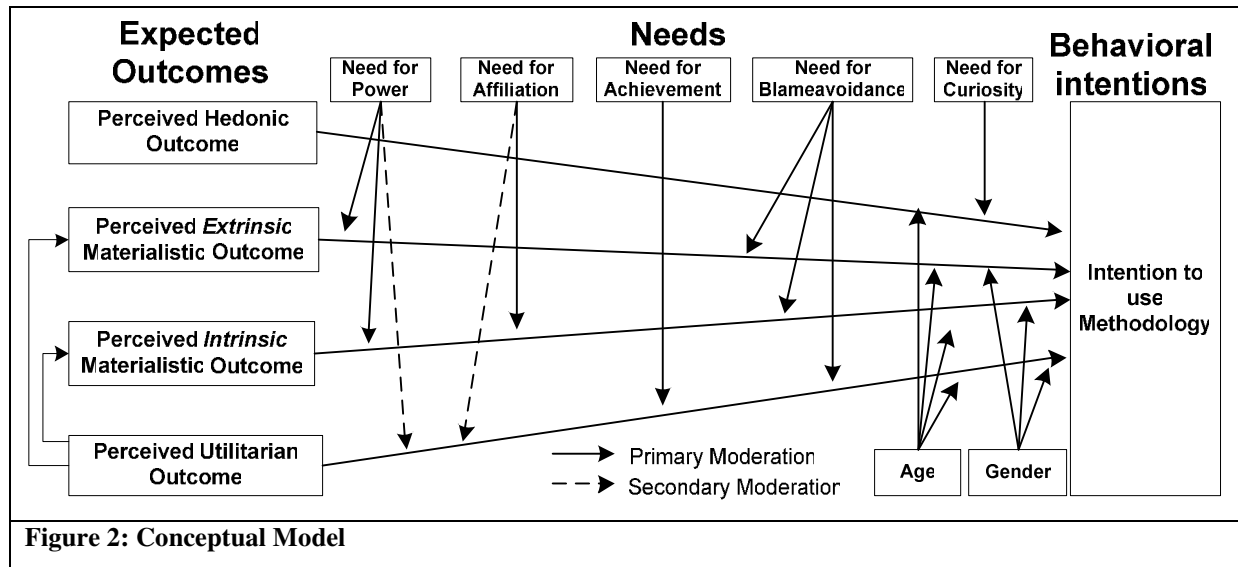 Expected
Outcomes
Needs
Behavioral
intentions
Need for
Power
Need for
Affiliation
Need for
Achievement
Need for
Blameavoidance
Need for
Curiosity
Perceived Hedonic
Outcome
Perceived Extrinsic
Materialistic Outcome
Perceived Intrinsic
Materialistic Outcome
Perceived Utilitarian
Outcome
Intention to
use
Methodology
Primary Moderation
Secondary Moderation
Age
Gender
Figure 2: Conceptual Model